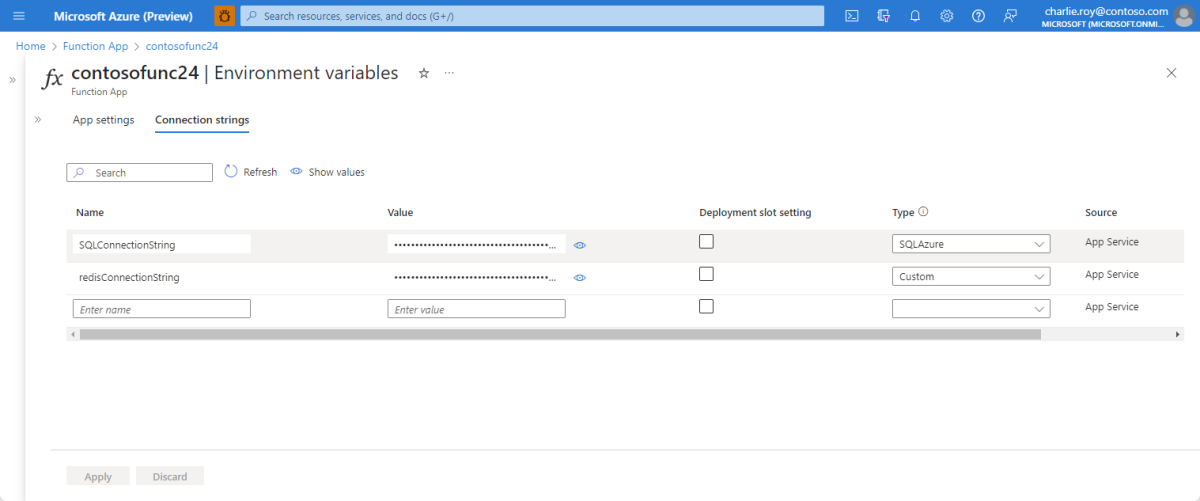 Microsoft Azure (Preview)
Search resources, services, and docs (G+/)
charlie.roy@contoso.com
MICROSOFT (MICROSOFT.ONMI...
Home > Function App > contosofunc24
contosofunc24 | Environment variables
Function App
App settings
Connection strings
Search
Refresh
Show values
Name Value Deployment slot setting Type Source
SQLConnectionString ••••••••••••••••••••••••••••••••••••••... SQLAzure App Service
redisConnectionString ••••••••••••••••••••••••••••••••••••••... Custom App Service
Enter name Enter value App Service
Apply
Discard